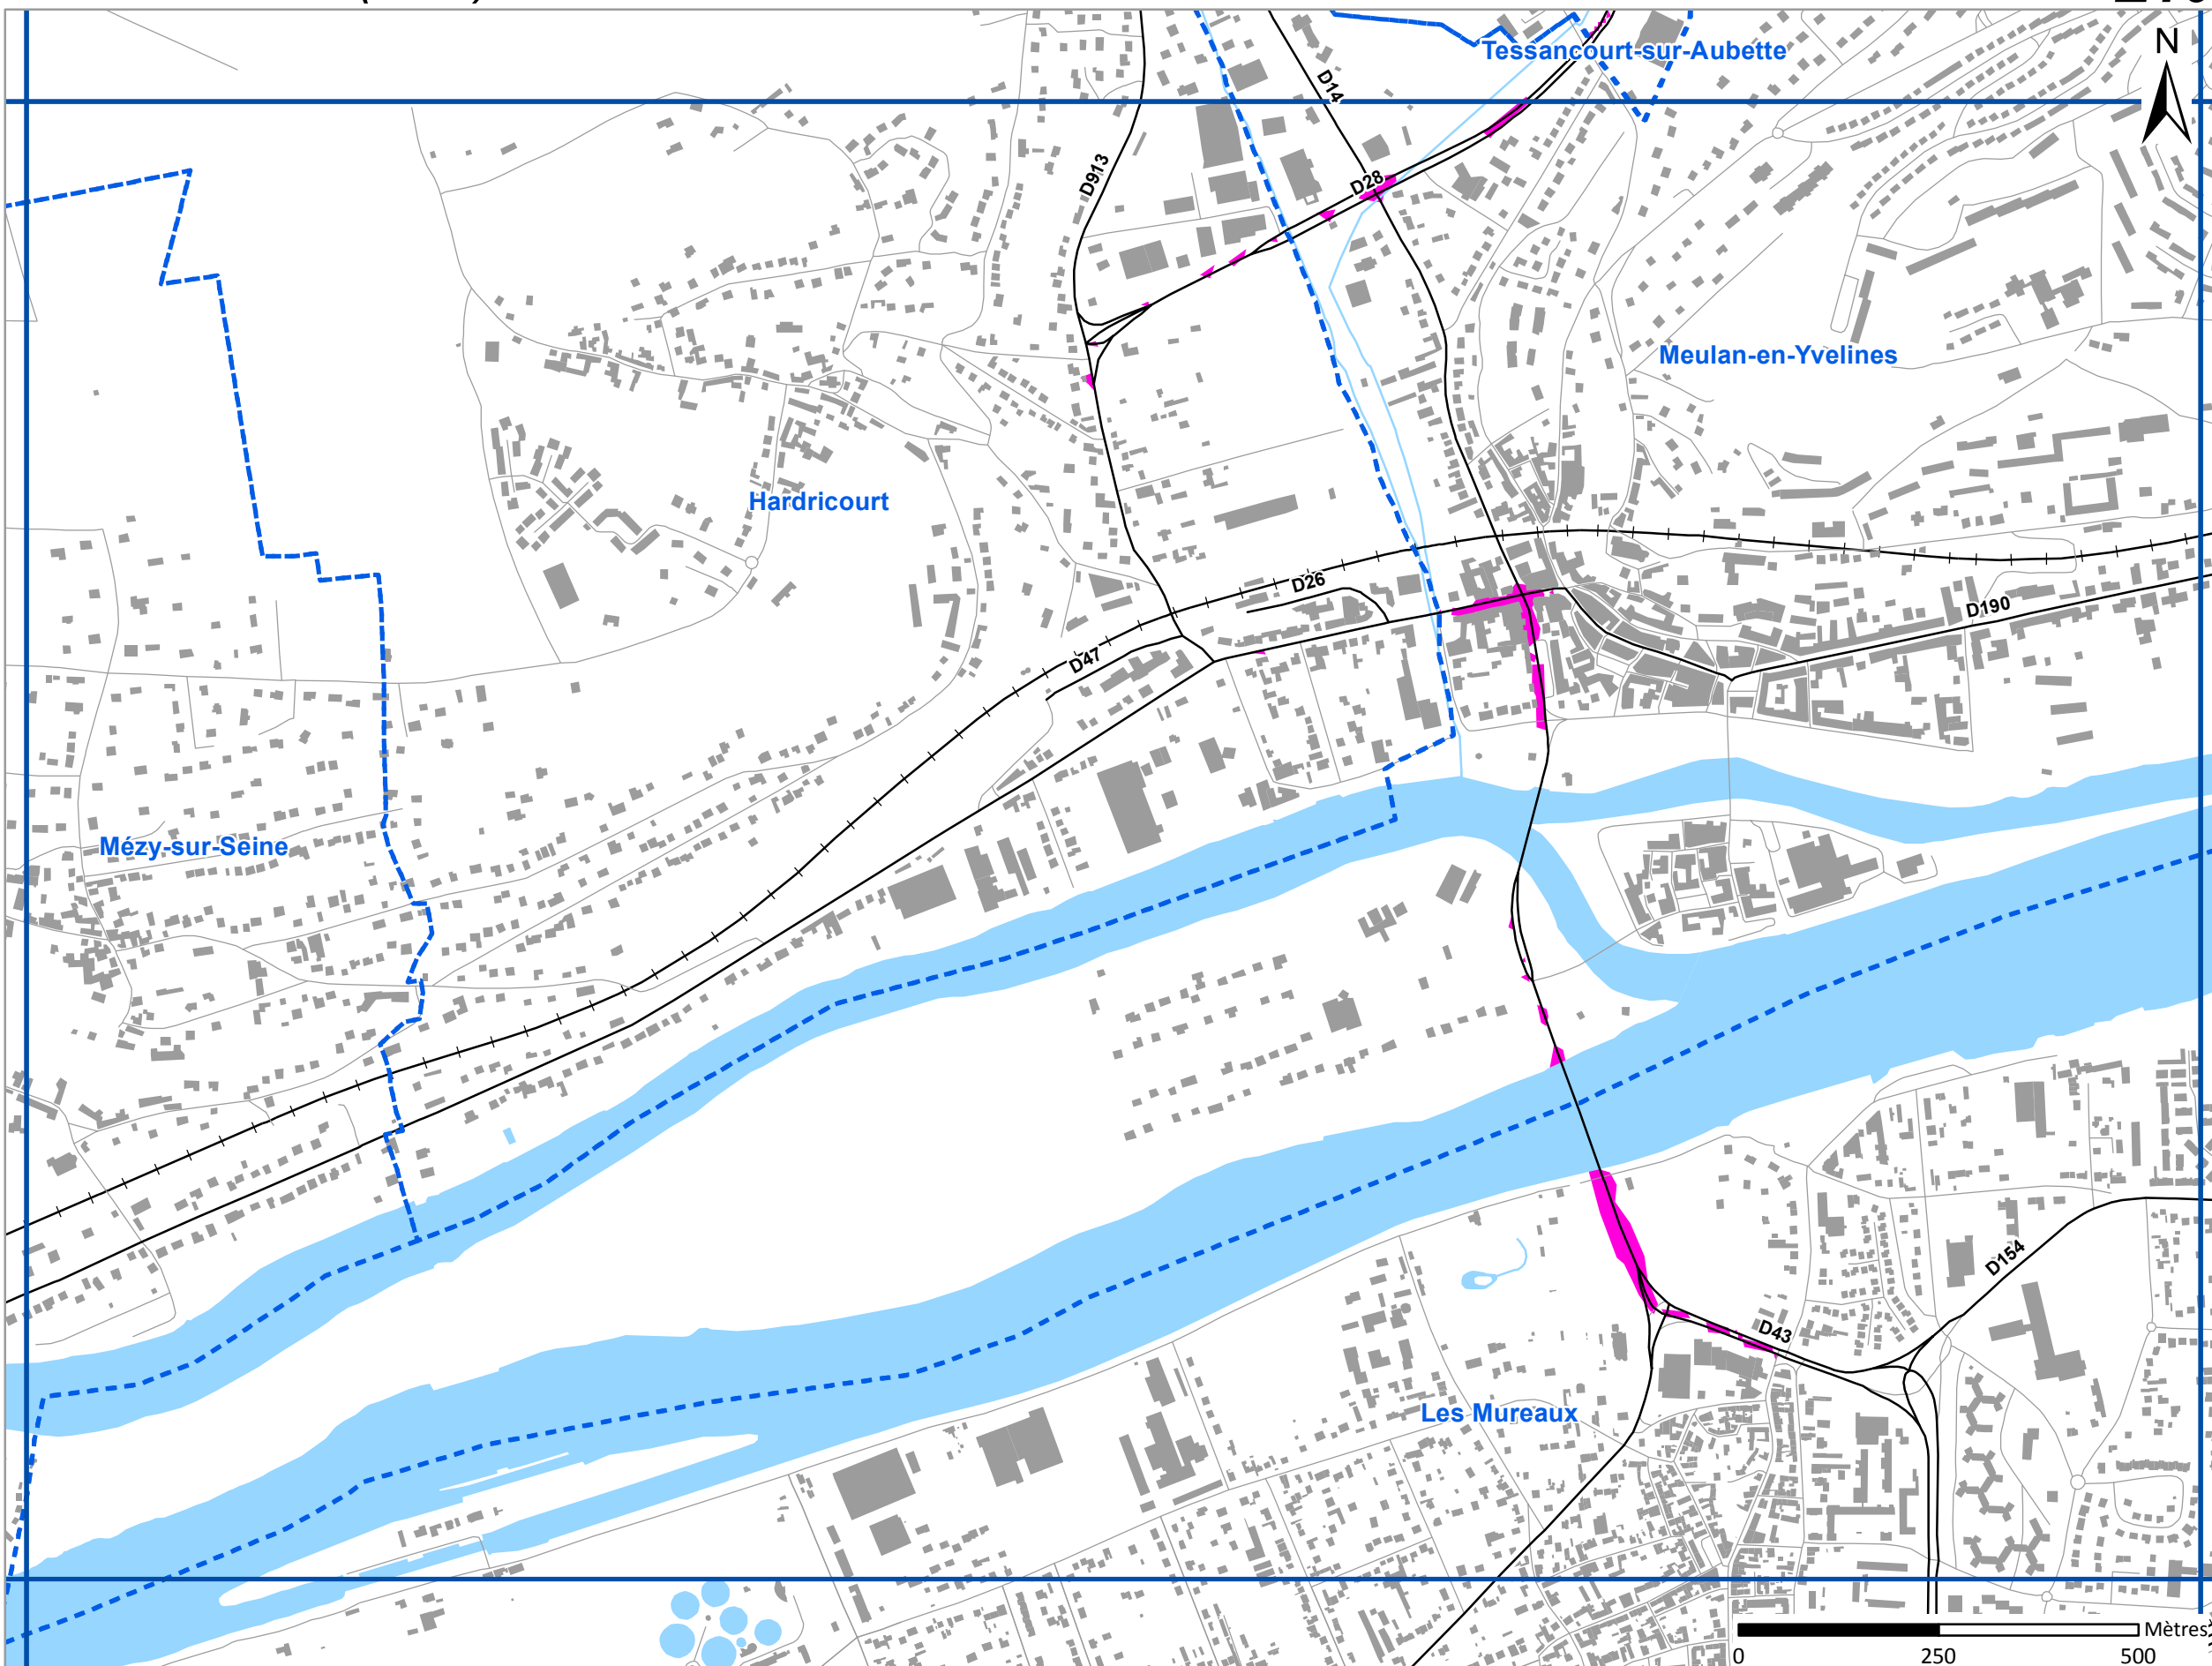 Tessancourt-sur-Aubette
N
D14
D913
D28
Meulan-en-Yvelines
Hardricourt
D26
D190
D47
Mézy-sur-Seine
D154
D43
Les Mureaux
Mètres
0 250 500